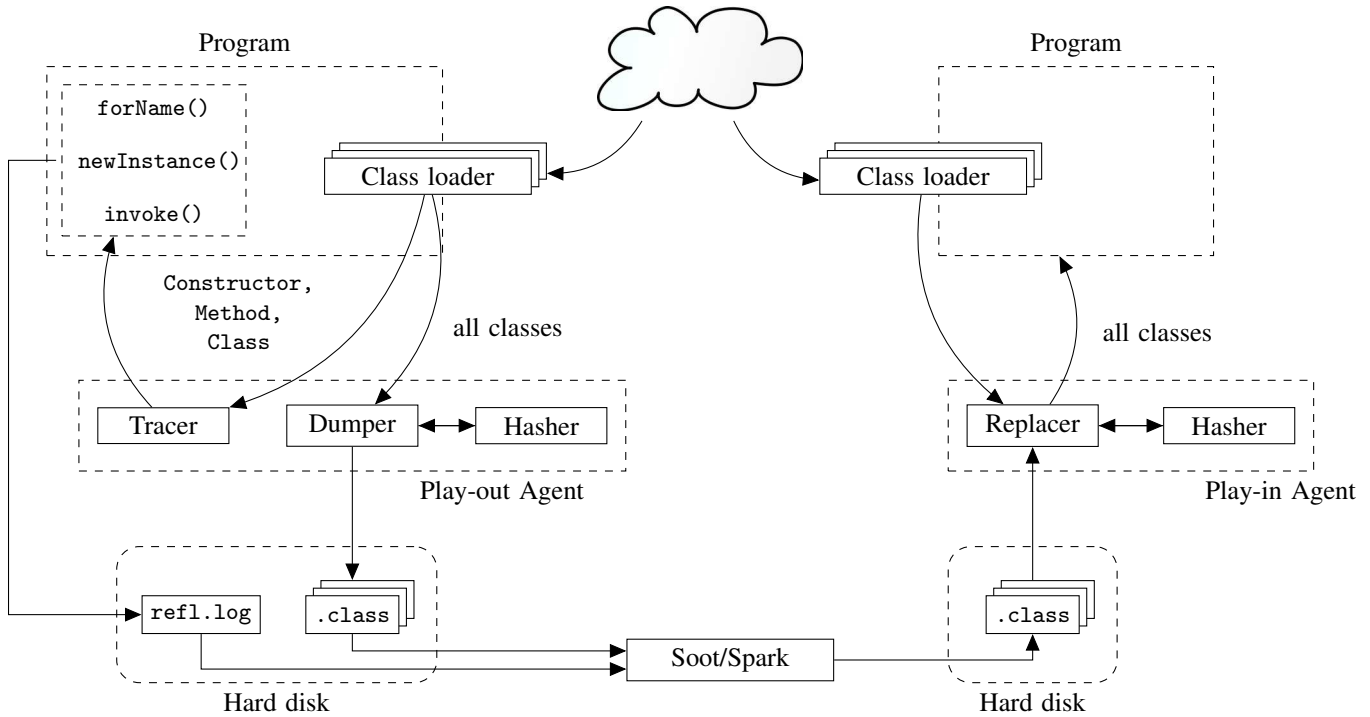 Program
Program
forName()
newInstance()
invoke()
Class loader
Class loader
Constructor,
Method,
Class
all classes
all classes
Tracer
Dumper
Hasher
Replacer
Hasher
Play-out Agent
Play-in Agent
refl.log
.class
.class
Soot/Spark
Hard disk
Hard disk